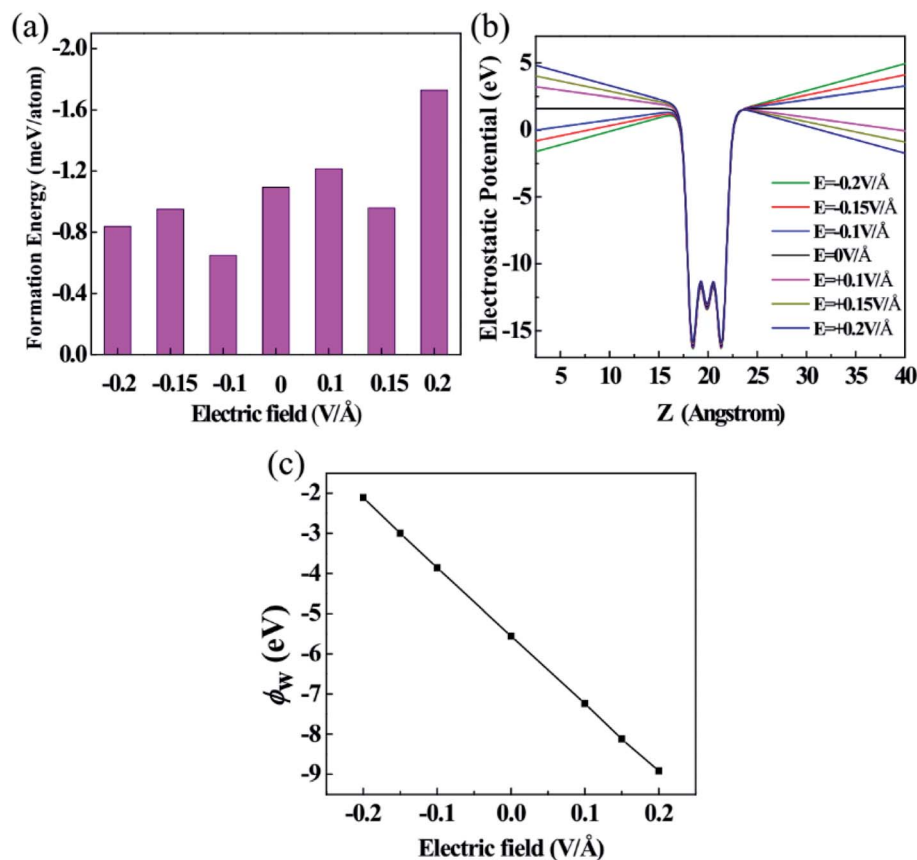 (a)
-2.0
-1.6
-1.2
-0.8
-0.4
0.0
Formation Energy (meV/atom)
-0.2 -0.15 -0.1 0 0.1 0.15 0.2
Electric field (V/Å)
(b)
5
0
-5
-10
-15
Electrostatic Potential (eV)
E=-0.2V/Å
E=-0.15V/Å
E=-0.1V/Å
E=0V/Å
E=+0.1V/Å
E=+0.15V/Å
E=+0.2V/Å
5 10 15 20 25 30 35 40
Z (Angstrom)
(c)
-2
-3
-4
-5
-6
-7
-8
-9
ϕw (eV)
-0.2 -0.1 0.0 0.1 0.2
Electric field (V/Å)